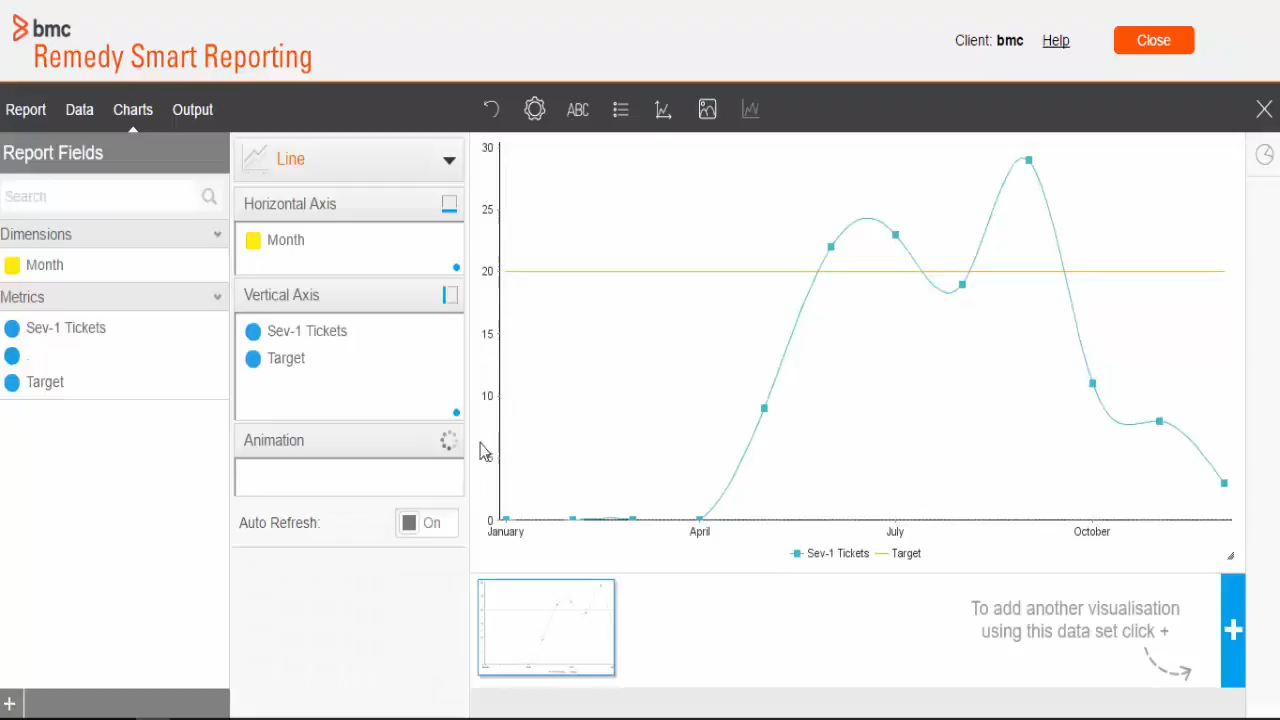 bmc
Remedy Smart Reporting
Client: bmc Help Close
Report Data Charts Output
ABC
Report Fields
Search
Dimensions
Month
Metrics
Sev-1 Tickets
.
Target
Line
Horizontal Axis
Month
Vertical Axis
Sev-1 Tickets
Target
Animation
Auto Refresh: On
30
25
20
15
10
5
0
January April July October
Sev-1 Tickets Target
To add another visualisation
using this data set click +